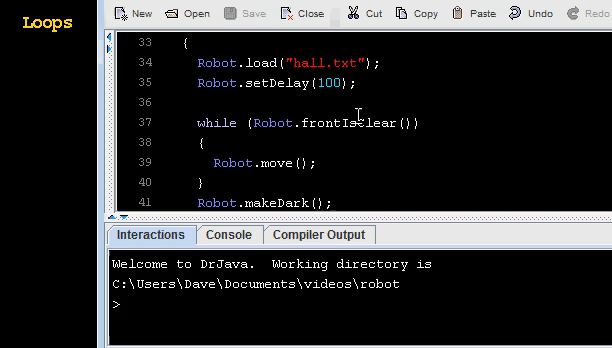 Loops
New Open Save Close Cut Copy Paste Undo Redo
33 {
34 Robot.load("hall.txt");
35 Robot.setDelay(100);
36
37 while (Robot.frontIsClear())
38 {
39 Robot.move();
40 }
41 Robot.makeDark();
Interactions Console Compiler Output
Welcome to DrJava. Working directory is
C:\Users\Dave\Documents\videos\robot
>